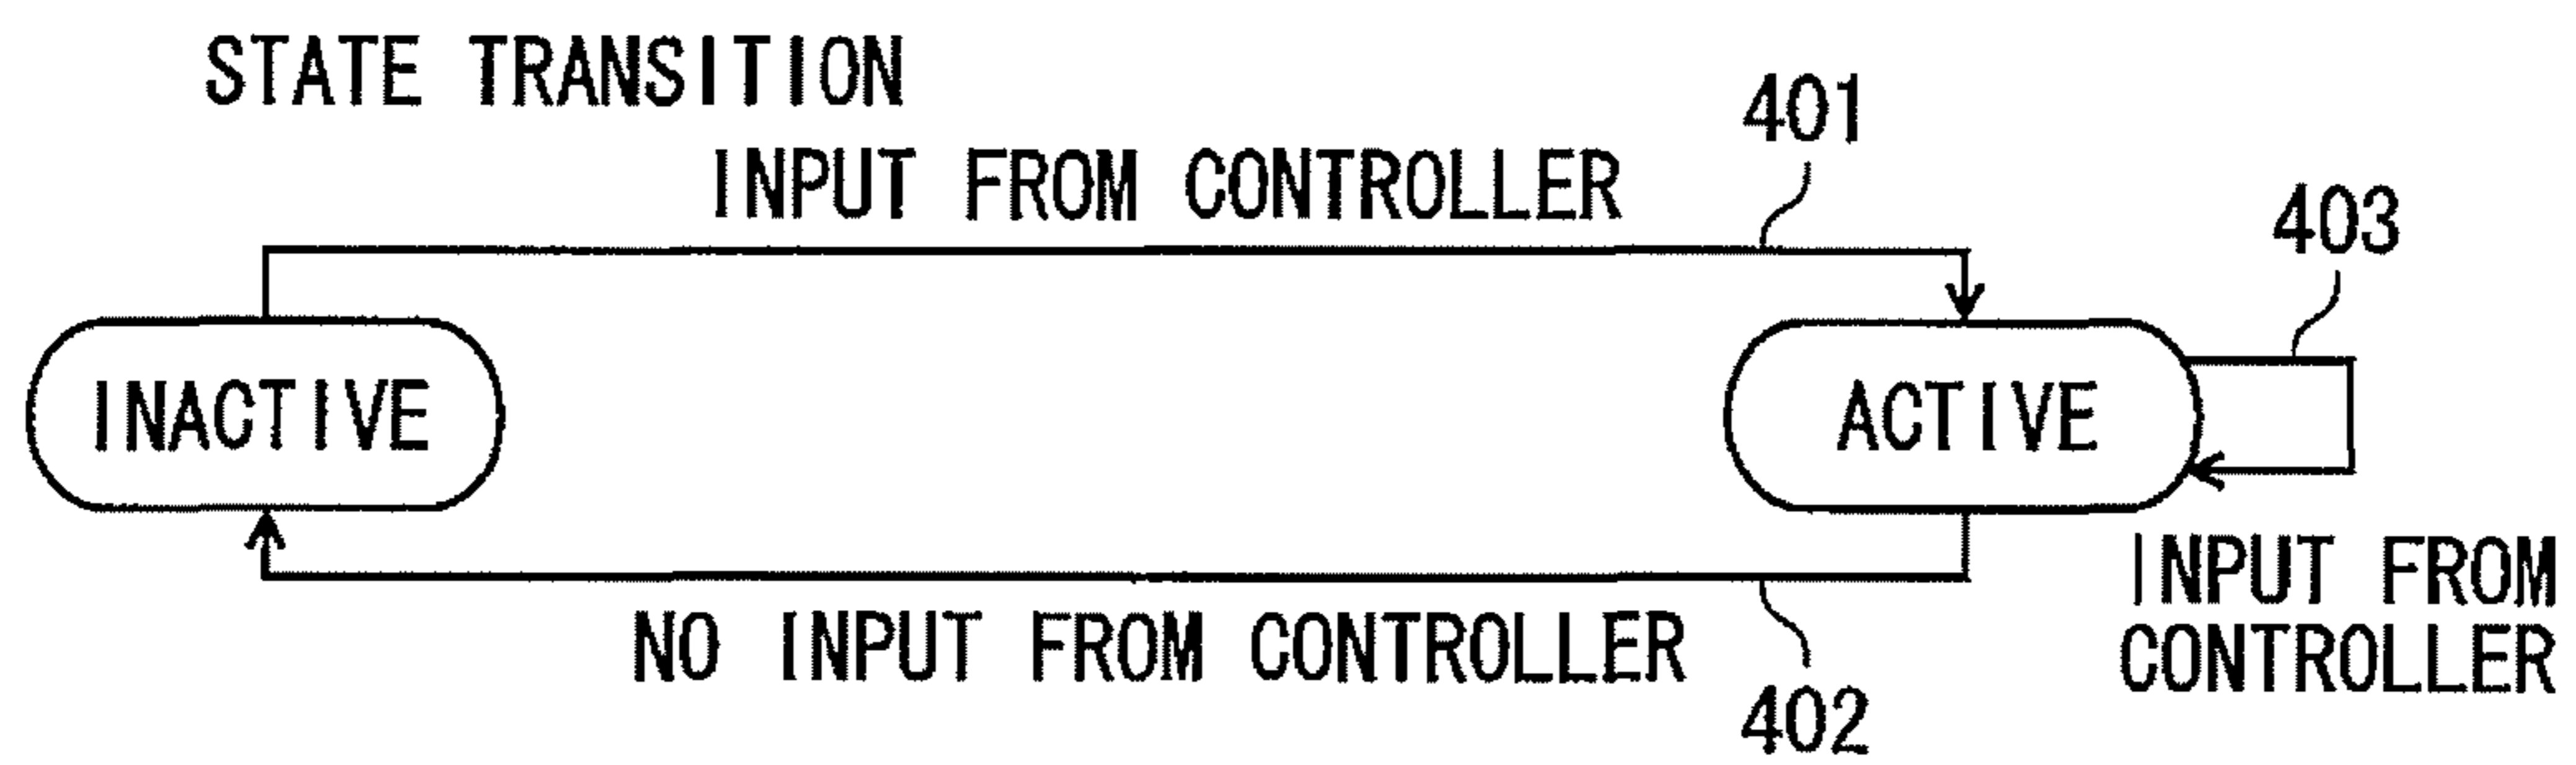 STATE TRANSITION
401
INPUT FROM CONTROLLER
403
INACTIVE
ACTIVE
INPUT FROM
CONTROLLER
NO INPUT FROM CONTROLLER
402